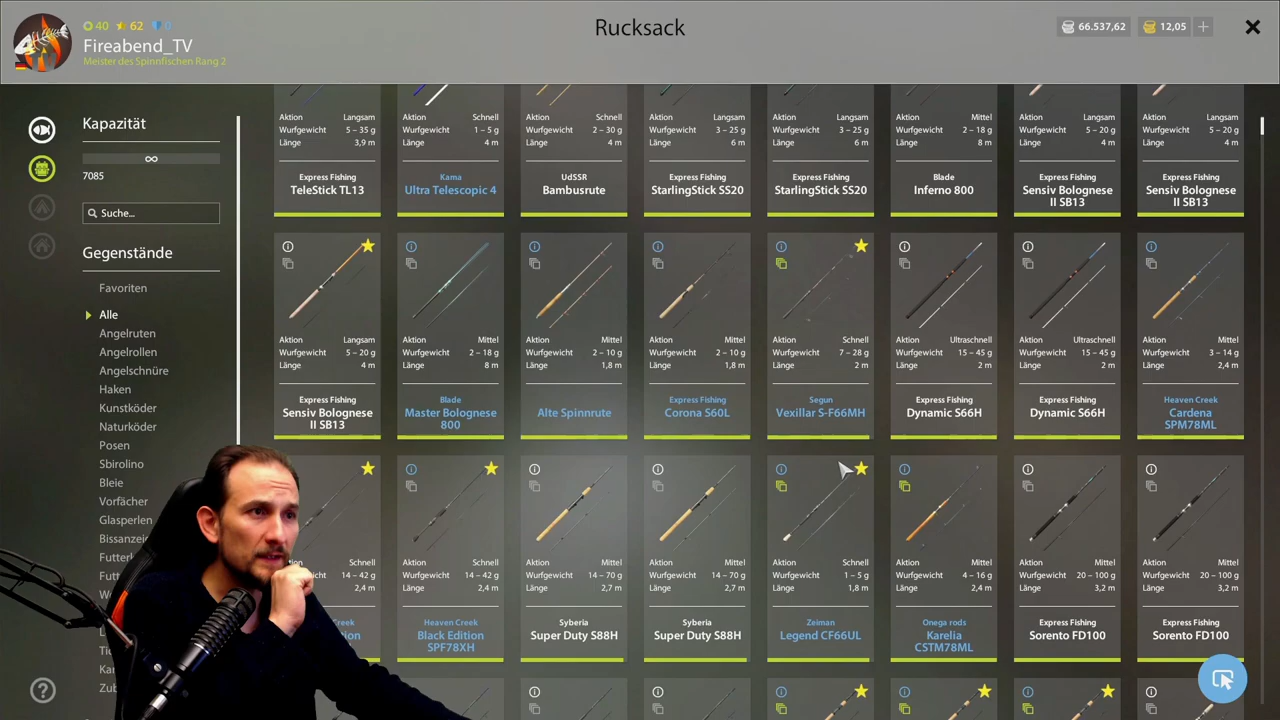 40 62 0
Fireabend_TV
Meister des Spinnfischen Rang 2
Rucksack
66.537,62 12,05 +
Kapazität
∞
7085
Suche...
Gegenstände
Favoriten
Alle
Angelruten
Angelrollen
Angelschnüre
Haken
Kunstköder
Naturköder
Posen
Sbirolino
Bleie
Vorfächer
Glasperlen
Aktion Langsam
Wurfgewicht 5 – 35 g
Länge 3,9 m
Express Fishing
TeleStick TL13
Aktion Schnell
Wurfgewicht 1 – 5 g
Länge 4 m
Kama
Ultra Telescopic 4
Aktion Schnell
Wurfgewicht 2 – 30 g
Länge 4 m
UdSSR
Bambusrute
Aktion Langsam
Wurfgewicht 3 – 25 g
Länge 6 m
Express Fishing
StarlingStick SS20
Aktion Langsam
Wurfgewicht 3 – 25 g
Länge 6 m
Express Fishing
StarlingStick SS20
Aktion Mittel
Wurfgewicht 2 – 18 g
Länge 8 m
Blade
Inferno 800
Aktion Langsam
Wurfgewicht 5 – 20 g
Länge 4 m
Express Fishing
Sensiv Bolognese
II SB13
Aktion Langsam
Wurfgewicht 5 – 20 g
Länge 4 m
Express Fishing
Sensiv Bolognese
II SB13
Aktion Langsam
Wurfgewicht 5 – 20 g
Länge 4 m
Express Fishing
Sensiv Bolognese
II SB13
Aktion Mittel
Wurfgewicht 2 – 18 g
Länge 8 m
Blade
Master Bolognese
800
Aktion Mittel
Wurfgewicht 2 – 10 g
Länge 1,8 m
Alte Spinnrute
Aktion Mittel
Wurfgewicht 2 – 10 g
Länge 1,8 m
Express Fishing
Corona S60L
Aktion Schnell
Wurfgewicht 7 – 28 g
Länge 2 m
Segun
Vexillar S-F66MH
Aktion Ultraschnell
Wurfgewicht 15 – 45 g
Länge 2 m
Express Fishing
Dynamic S66H
Aktion Ultraschnell
Wurfgewicht 15 – 45 g
Länge 2 m
Express Fishing
Dynamic S66H
Aktion Mittel
Wurfgewicht 3 – 14 g
Länge 2,4 m
Heaven Creek
Cardena
SPM78ML
Schnell
14 – 42 g
2,4 m
Aktion Schnell
Wurfgewicht 14 – 42 g
Länge 2,4 m
Heaven Creek
Black Edition
SPF78XH
Aktion Mittel
Wurfgewicht 14 – 70 g
Länge 2,7 m
Syberia
Super Duty S88H
Aktion Mittel
Wurfgewicht 14 – 70 g
Länge 2,7 m
Syberia
Super Duty S88H
Aktion Schnell
Wurfgewicht 1 – 5 g
Länge 1,8 m
Zeiman
Legend CF66UL
Aktion Mittel
Wurfgewicht 4 – 16 g
Länge 2,4 m
Onega rods
Karelia
CSTM78ML
Aktion Mittel
Wurfgewicht 20 – 100 g
Länge 3,2 m
Express Fishing
Sorento FD100
Aktion Mittel
Wurfgewicht 20 – 100 g
Länge 3,2 m
Express Fishing
Sorento FD100
?